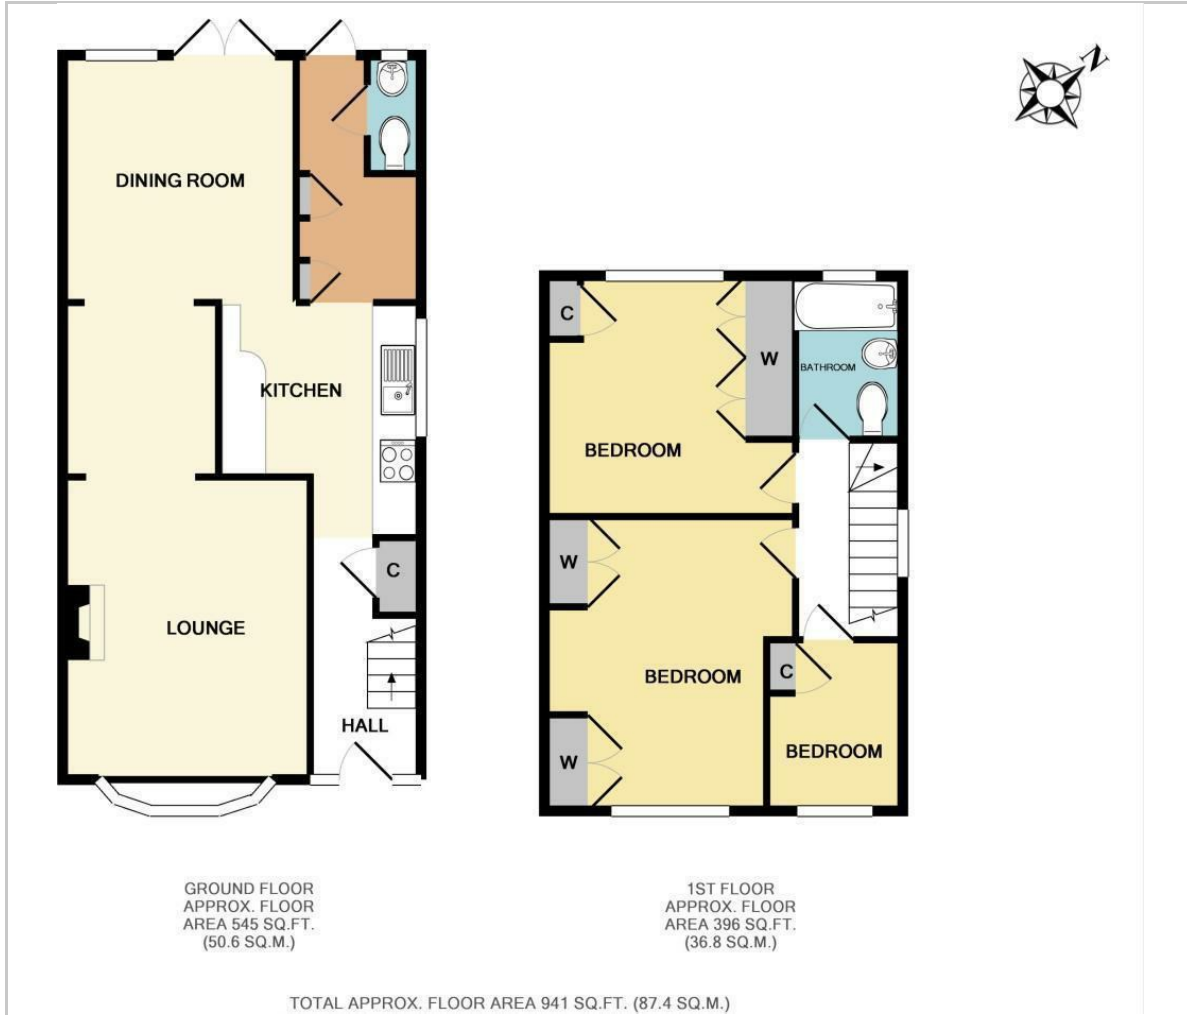 N
DINING ROOM
KITCHEN
C
LOUNGE
HALL
C
W
BATHROOM
BEDROOM
W
BEDROOM
C
BEDROOM
W
GROUND FLOOR
APPROX. FLOOR
AREA 545 SQ.FT.
(50.6 SQ.M.)
1ST FLOOR
APPROX. FLOOR
AREA 396 SQ.FT.
(36.8 SQ.M.)
TOTAL APPROX. FLOOR AREA 941 SQ.FT. (87.4 SQ.M.)